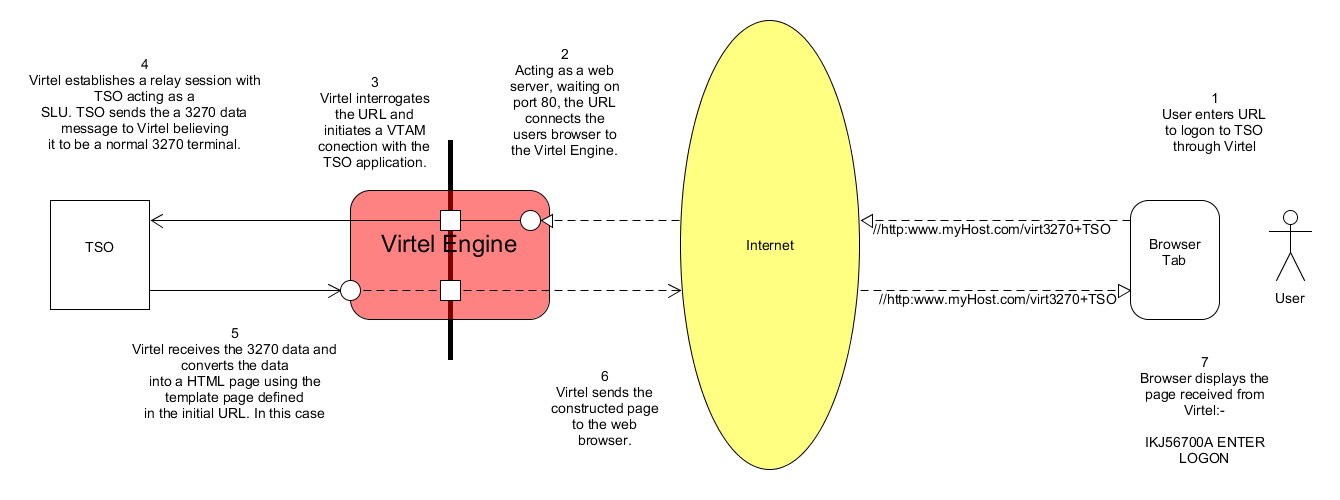 1
User enters URL
to logon to TSO
through Virtel
2
Acting as a web
server, waiting on
port 80, the URL
connects the
users browser to
the Virtel Engine.
3
Virtel interrogates
the URL and
initiates a VTAM
conection with the
TSO application.
4
Virtel establishes a relay session with
TSO acting as a
SLU. TSO sends the a 3270 data
message to Virtel believing
it to be a normal 3270 terminal.
TSO
Virtel Engine
Internet
//http:www.myHost.com/virt3270+TSO
//http:www.myHost.com/virt3270+TSO
Browser
Tab
User
5
Virtel receives the 3270 data and
converts the data
into a HTML page using the
template page defined
in the initial URL. In this case
6
Virtel sends the
constructed page
to the web
browser.
7
Browser displays the
page received from
Virtel:-
IKJ56700A ENTER
LOGON